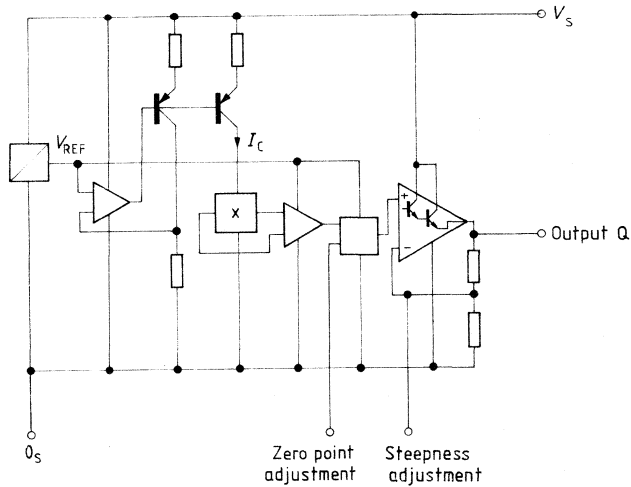 V_S
V_REF
I_C
x
+
−
−
Output Q
0_S
Zero point
adjustment
Steepness
adjustment